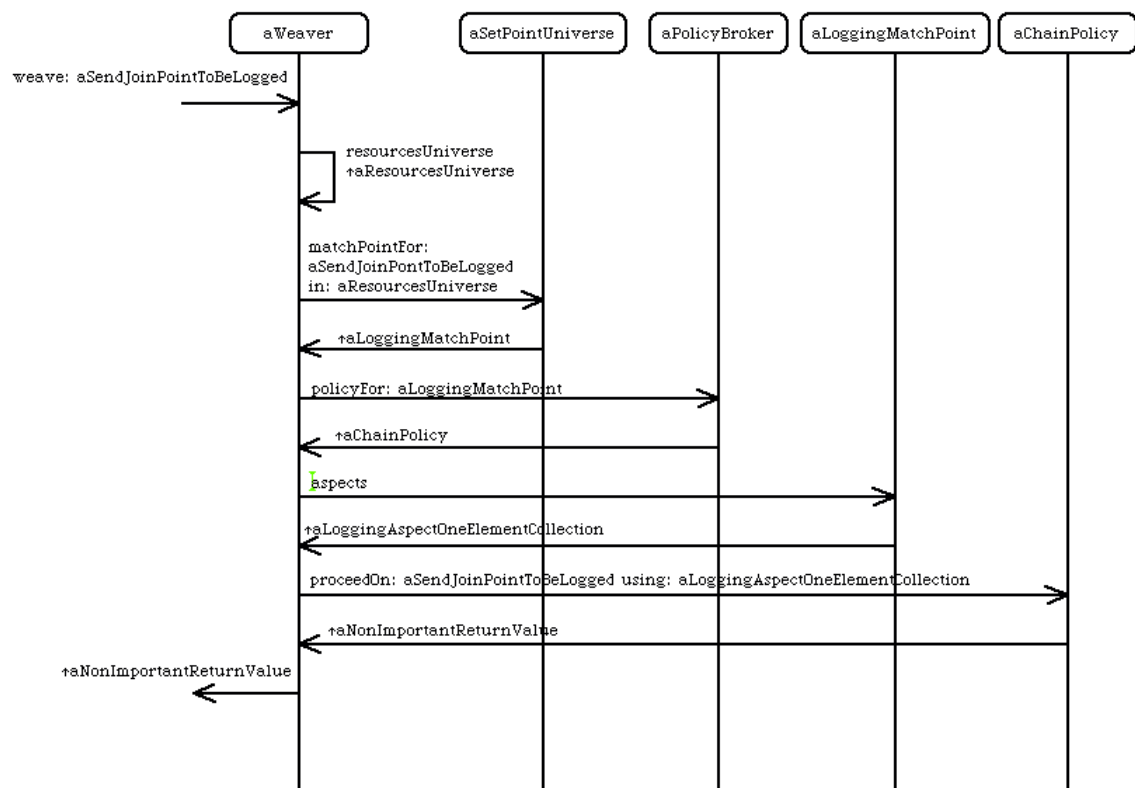 aWeaver
aSetPointUniverse
aPolicyBroker
aLoggingMatchPoint
aChainPolicy
weave: aSendJoinPointToBeLogged
resourcesUniverse
↑aResourcesUniverse
matchPointFor:
aSendJoinPontToBeLogged
in: aResourcesUniverse
↑aLoggingMatchPoint
policyFor: aLoggingMatchPoint
↑aChainPolicy
aspects
↑aLoggingAspectOneElementCollection
proceedOn: aSendJoinPointToBeLogged using: aLoggingAspectOneElementCollection
↑aNonImportantReturnValue
↑aNonImportantReturnValue